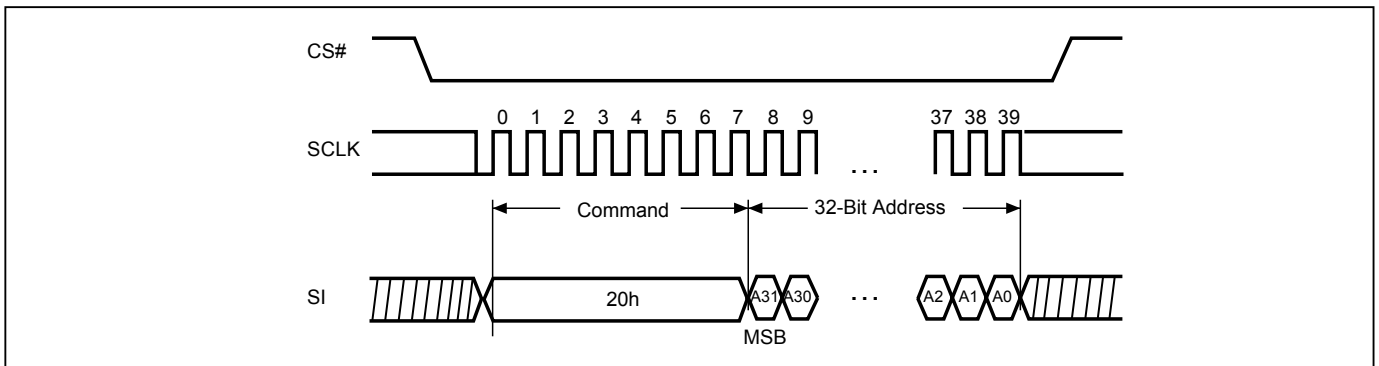 CS#
0 1 2 3 4 5 6 7 8 9 37 38 39
SCLK
...
Command 32-Bit Address
SI 20h A31 A30 ... A2 A1 A0
MSB